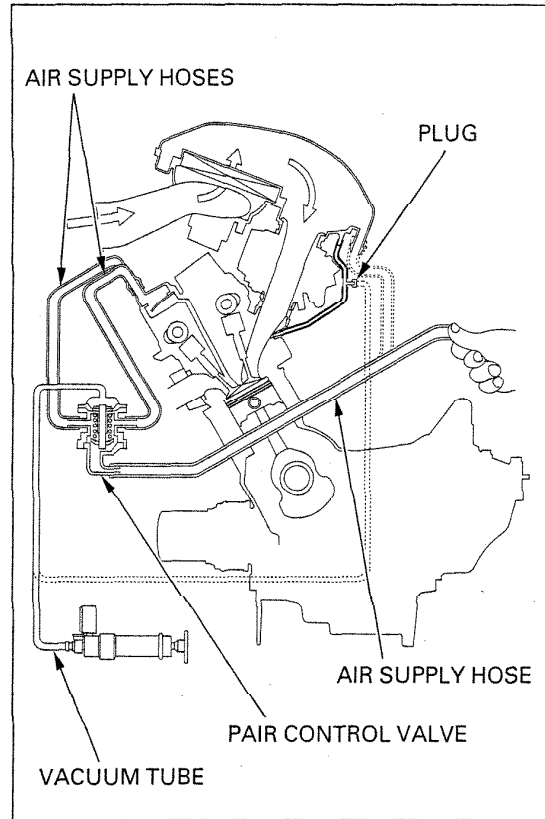 AIR SUPPLY HOSES
PLUG
AIR SUPPLY HOSE
PAIR CONTROL VALVE
VACUUM TUBE